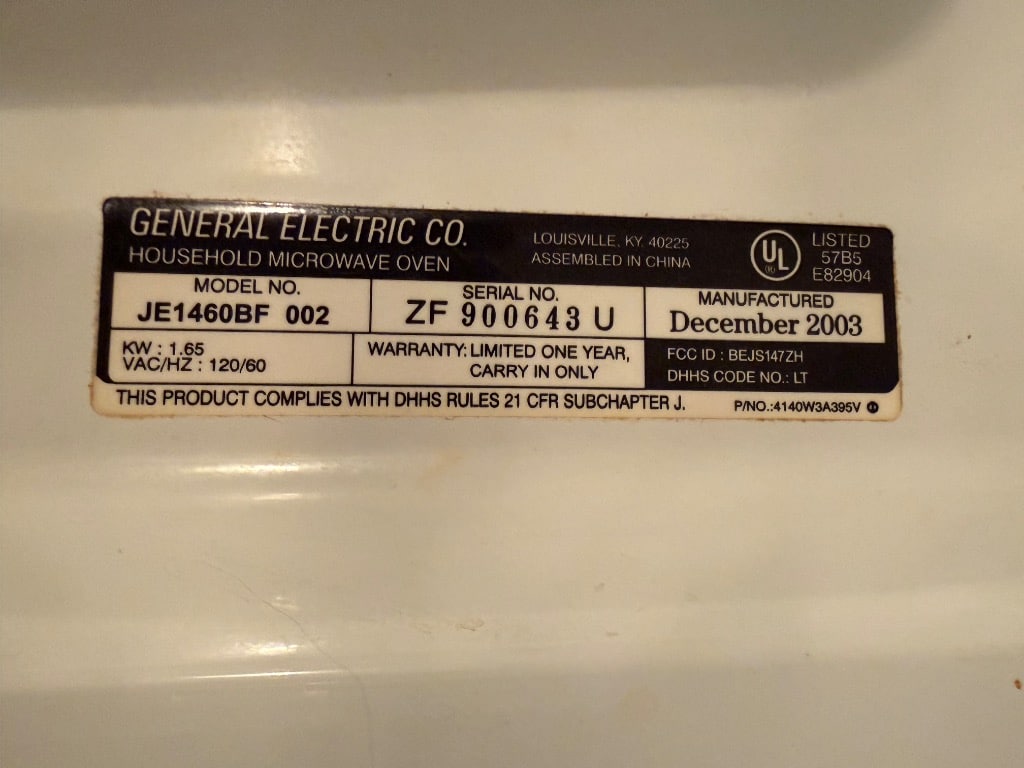 GENERAL ELECTRIC CO.
HOUSEHOLD MICROWAVE OVEN
LOUISVILLE, KY 40225
ASSEMBLED IN CHINA
UL
®
LISTED
57B5
E82904
MODEL NO.
JE1460BF 002
SERIAL NO.
ZF 900643 U
MANUFACTURED
December 2003
KW : 1.65
VAC/HZ : 120/60
WARRANTY: LIMITED ONE YEAR,
CARRY IN ONLY
FCC ID : BEJS147ZH
DHHS CODE NO.: LT
THIS PRODUCT COMPLIES WITH DHHS RULES 21 CFR SUBCHAPTER J.
P/NO.:4140W3A395V